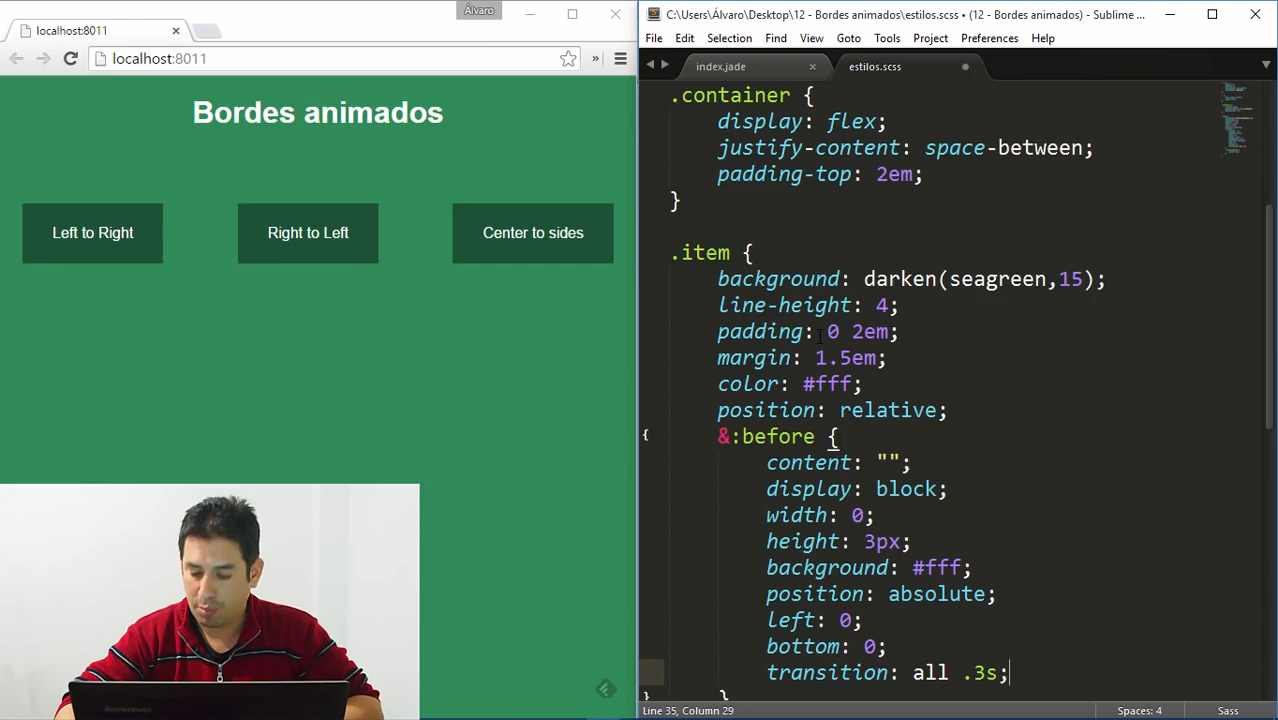 Álvaro
localhost:8011
localhost:8011
Bordes animados
Left to Right
Right to Left
Center to sides
C:\Users\Álvaro\Desktop\12 - Bordes animados\estilos.scss • (12 - Bordes animados) - Sublime ...
File Edit Selection Find View Goto Tools Project Preferences Help
index.jade
estilos.scss
.container {
display: flex;
justify-content: space-between;
padding-top: 2em;
}
.item {
background: darken(seagreen,15);
line-height: 4;
padding: 0 2em;
margin: 1.5em;
color: #fff;
position: relative;
&:before {
content: "";
display: block;
width: 0;
height: 3px;
background: #fff;
position: absolute;
left: 0;
bottom: 0;
transition: all .3s;
}
Line 35, Column 29
Spaces: 4
Sass